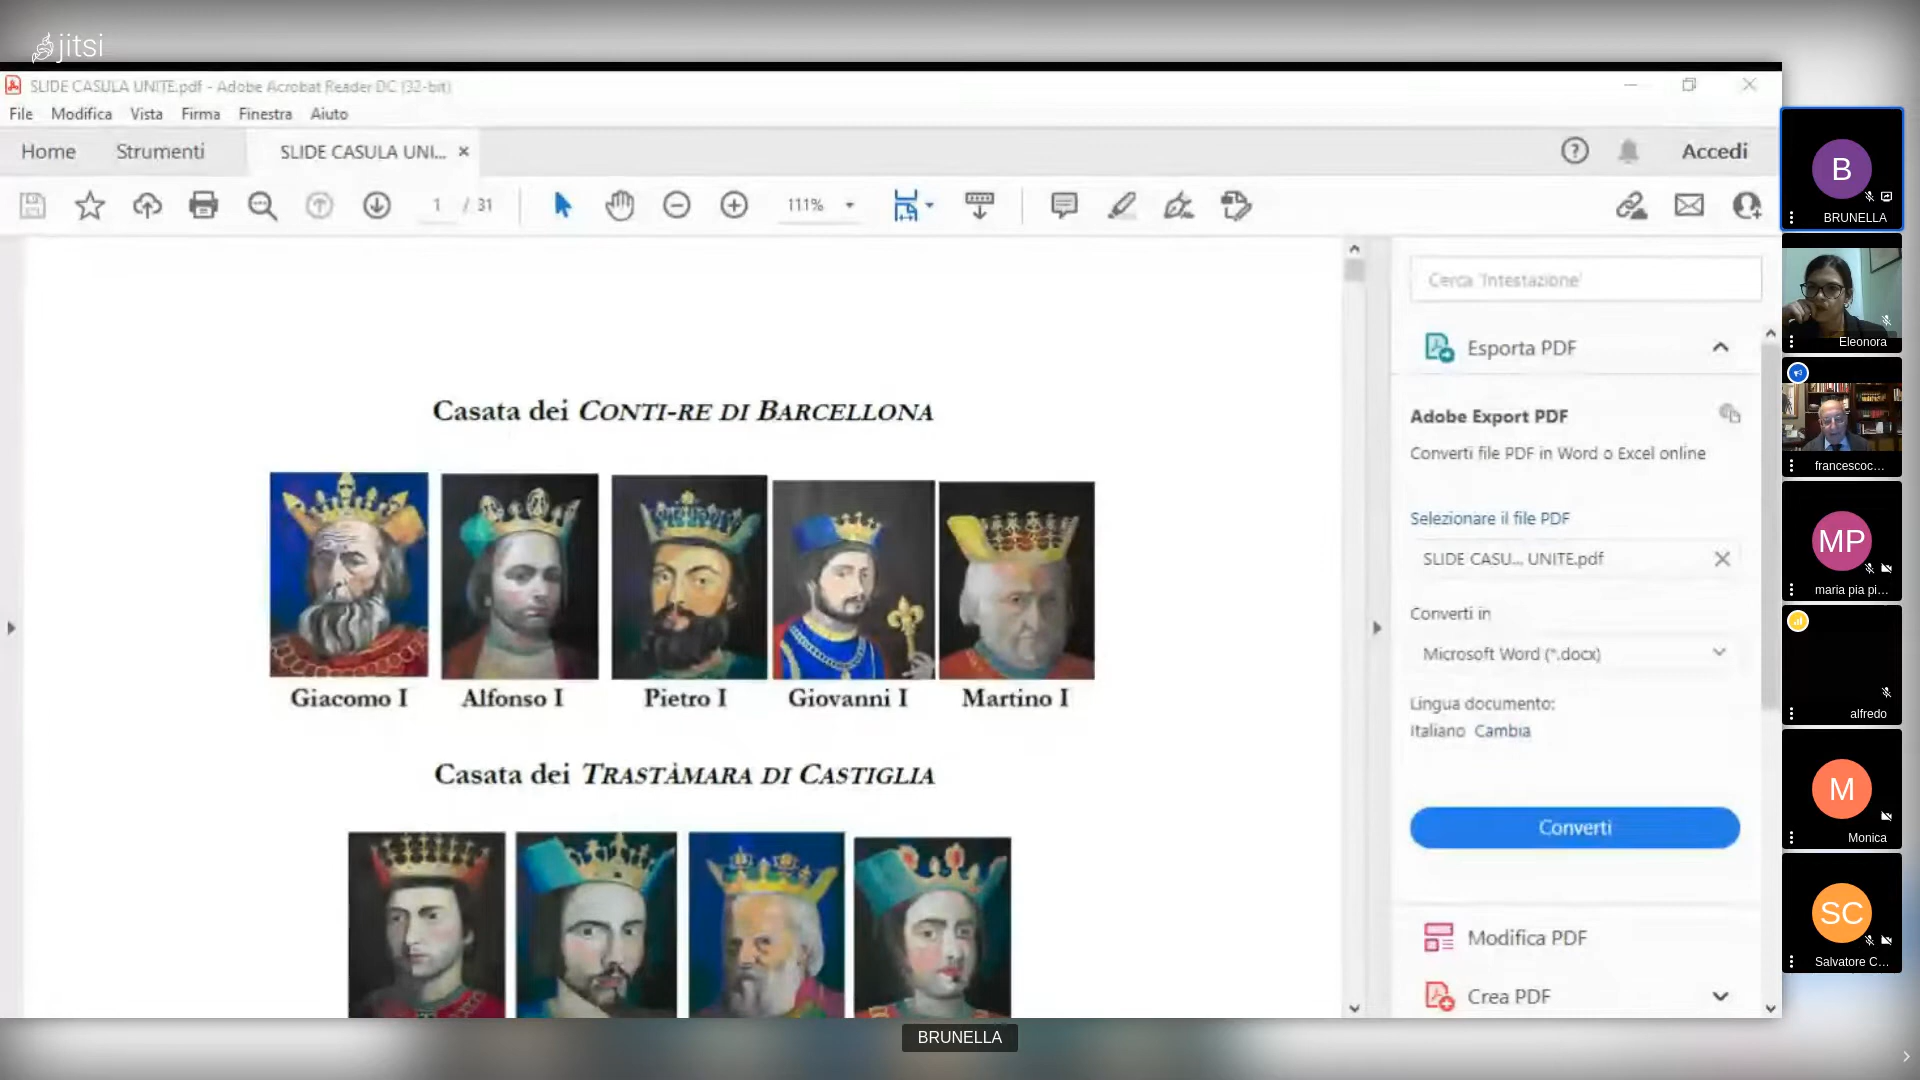 jitsi
SLIDE CASULA UNITE.pdf - Adobe Acrobat Reader DC (32-bit)
File Modifica Vista Firma Finestra Aiuto
Home Strumenti SLIDE CASULA UNI... × Accedi
1 / 31 111%
Cerca 'Intestazione'
Esporta PDF
Adobe Export PDF
Converti file PDF in Word o Excel online
Selezionare il file PDF
SLIDE CASU... UNITE.pdf
Converti in
Microsoft Word (*.docx)
Lingua documento:
Italiano Cambia
Converti
Modifica PDF
Crea PDF
Casata dei CONTI-RE DI BARCELLONA
Giacomo I Alfonso I Pietro I Giovanni I Martino I
Casata dei TRASTÀMARA DI CASTIGLIA
B
BRUNELLA
Eleonora
francescoc...
MP
maria pia pi...
alfredo
M
Monica
SC
Salvatore C...
BRUNELLA